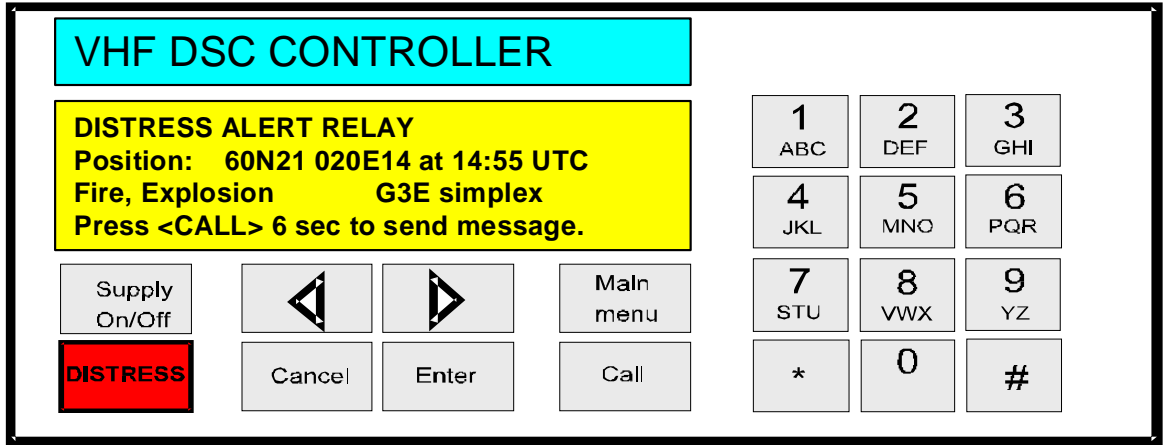 VHF DSC CONTROLLER
DISTRESS ALERT RELAY
Position: 60N21 020E14 at 14:55 UTC
Fire, Explosion G3E simplex
Press <CALL> 6 sec to send message.
Supply
On/Off
Main
menu
DISTRESS
Cancel
Enter
Call
1
ABC
2
DEF
3
GHI
4
JKL
5
MNO
6
PQR
7
STU
8
VWX
9
YZ
*
0
#